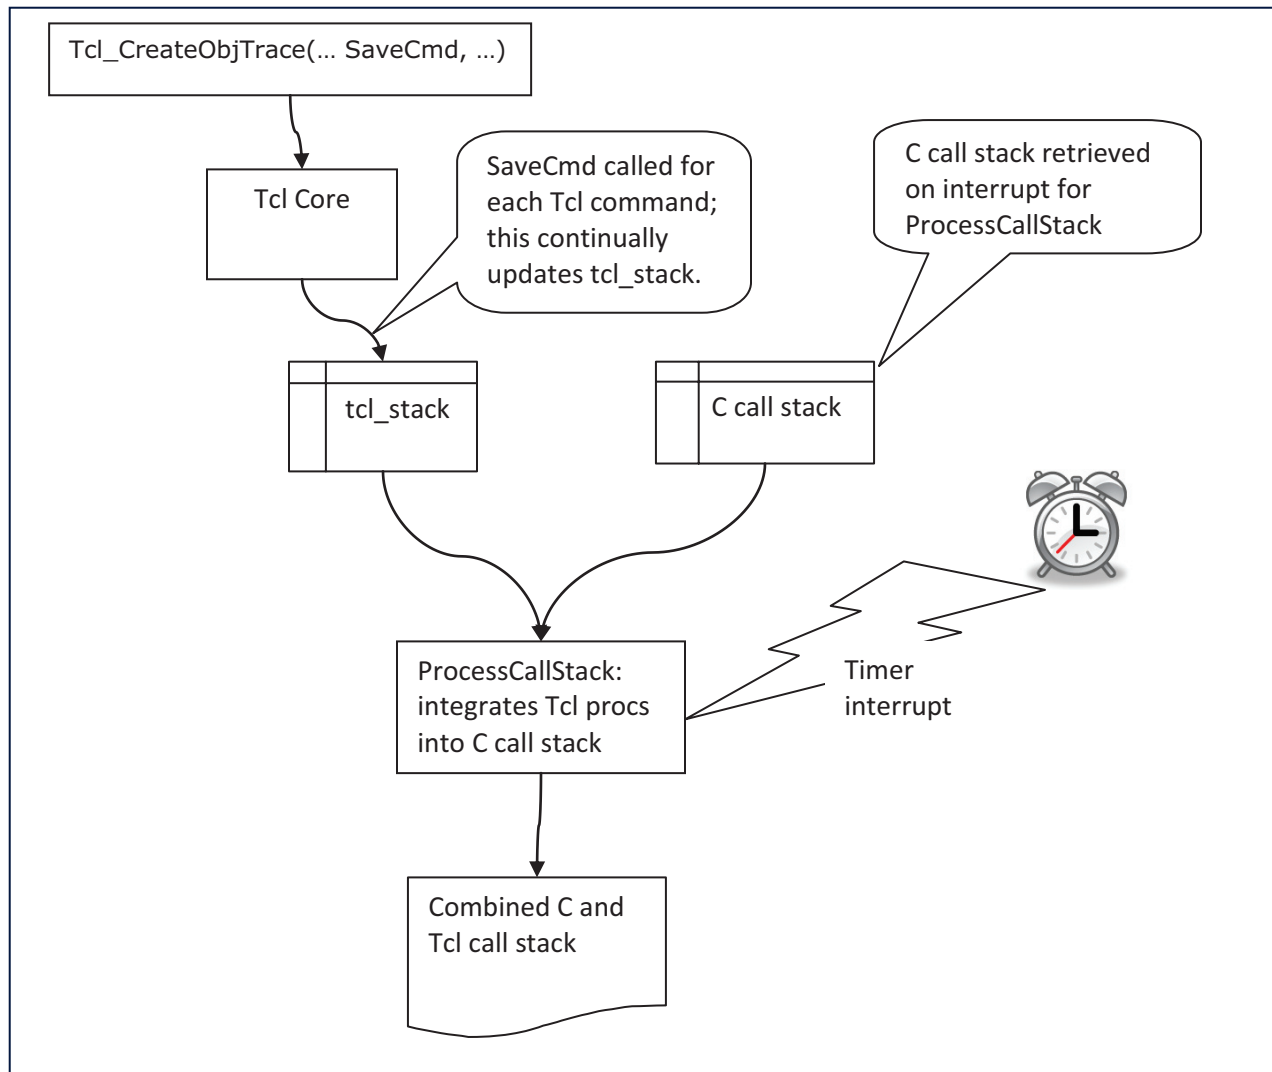 Tcl_CreateObjTrace(... SaveCmd, ...)
Tcl Core
SaveCmd called for
each Tcl command;
this continually
updates tcl_stack.
C call stack retrieved
on interrupt for
ProcessCallStack
tcl_stack
C call stack
ProcessCallStack:
integrates Tcl procs
into C call stack
Timer
interrupt
Combined C and
Tcl call stack